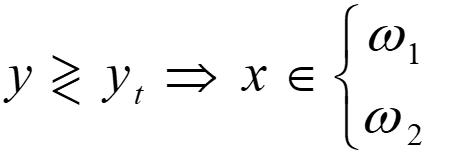 y ≷ y_t ⇒ x ∈ { ω_1
ω_2